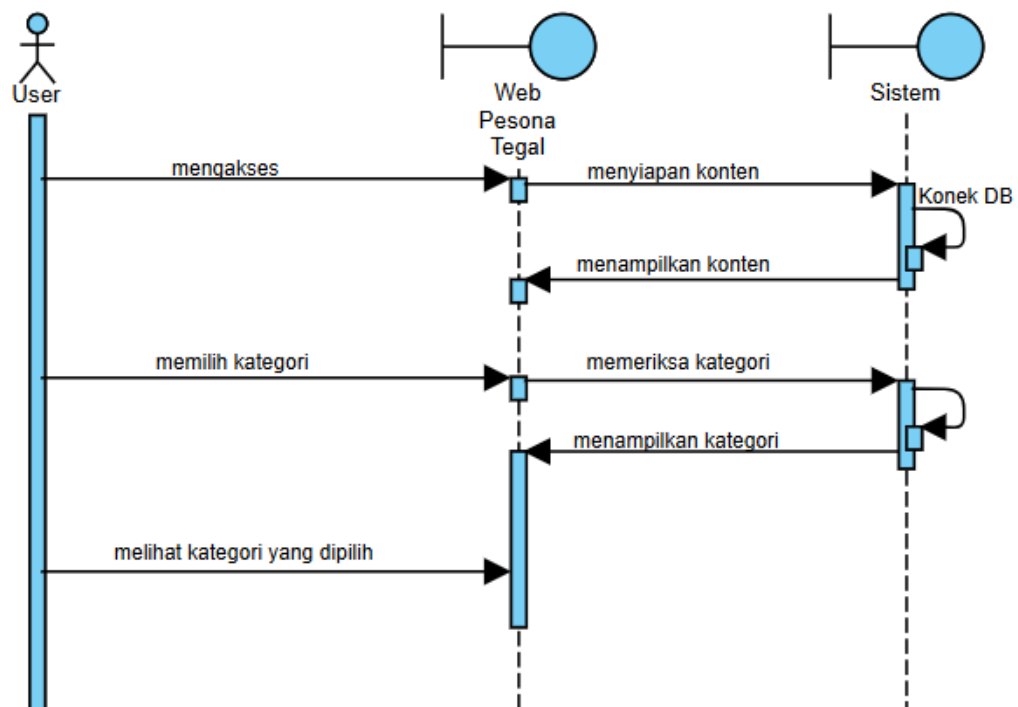 User
Web
Pesona
Tegal
Sistem
mengakses
menyiapan konten
Konek DB
menampilkan konten
memilih kategori
memeriksa kategori
menampilkan kategori
melihat kategori yang dipilih